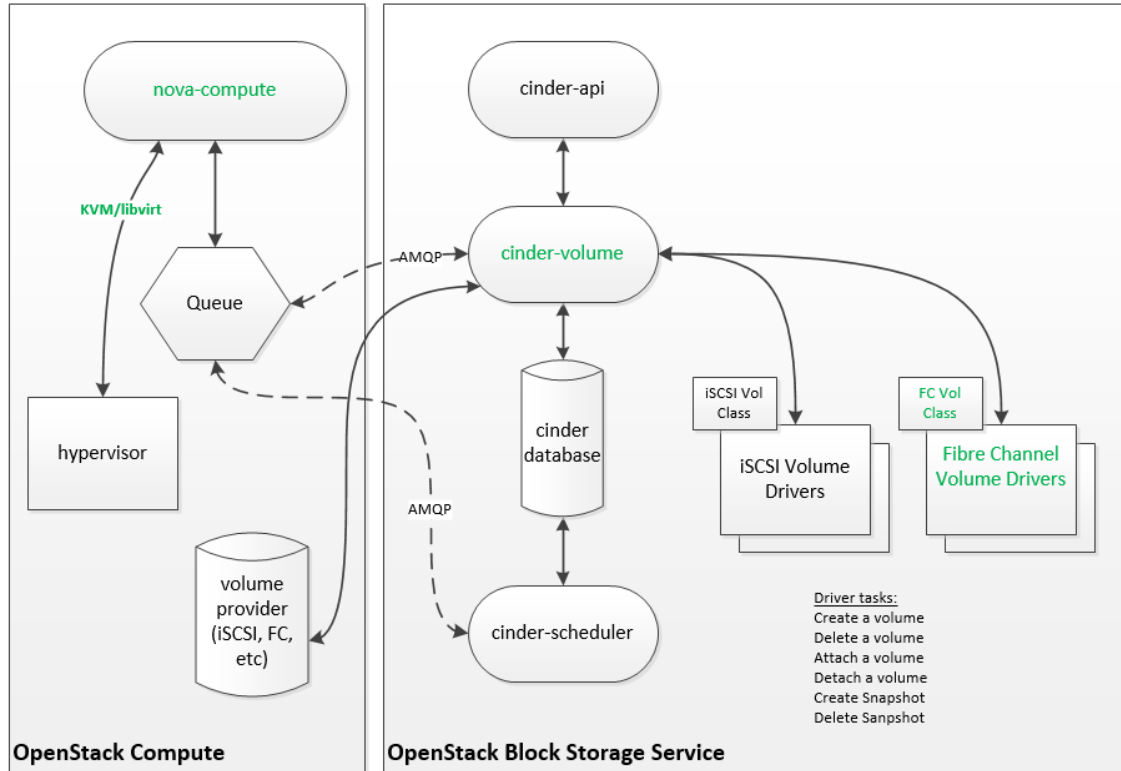 nova-compute
KVM/libvirt
Queue
hypervisor
volume
provider
(iSCSI, FC,
etc)
OpenStack Compute
cinder-api
AMQP
cinder-volume
cinder
database
AMQP
cinder-scheduler
iSCSI Vol
Class
iSCSI Volume
Drivers
FC Vol
Class
Fibre Channel
Volume Drivers
Driver tasks:
Create a volume
Delete a volume
Attach a volume
Detach a volume
Create Snapshot
Delete Sanpshot
OpenStack Block Storage Service